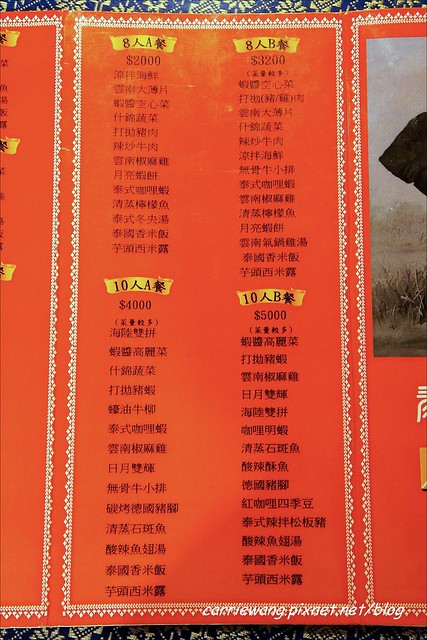 8人A餐
$2000
涼拌海鮮
雲南大薄片
蝦醬空心菜
什錦蔬菜
打拋豬肉
辣炒牛肉
雲南椒麻雞
月亮蝦餅
泰式咖哩蝦
清蒸檸檬魚
泰式冬央湯
泰國香米飯
芋頭西米露
10人A餐
$4000
(菜量較多)
海陸雙拼
蝦醬高麗菜
什錦蔬菜
打拋豬蝦
蠔油牛柳
泰式咖哩蝦
雲南椒麻雞
日月雙輝
無骨牛小排
碳烤德國豬腳
清蒸石斑魚
酸辣魚翅湯
泰國香米飯
芋頭西米露
8人B餐
$3200
(菜量較多)
蝦醬空心菜
打拋(豬/雞)肉
雲南大薄片
什錦蔬菜
辣炒牛肉
涼拌海鮮
無骨牛小排
泰式咖哩蝦
雲南椒麻雞
清蒸檸檬魚
月亮蝦餅
雲南氣鍋雞湯
泰國香米飯
芋頭西米露
10人B餐
$5000
(菜量較多)
蝦醬高麗菜
打拋豬蝦
雲南椒麻雞
日月雙輝
海陸雙拼
咖哩明蝦
清蒸石斑魚
酸辣酥魚
德國豬腳
紅咖哩四季豆
泰式辣拌松板豬
酸辣魚翅湯
泰國香米飯
芋頭西米露
carriewang.pixnet.net/blog